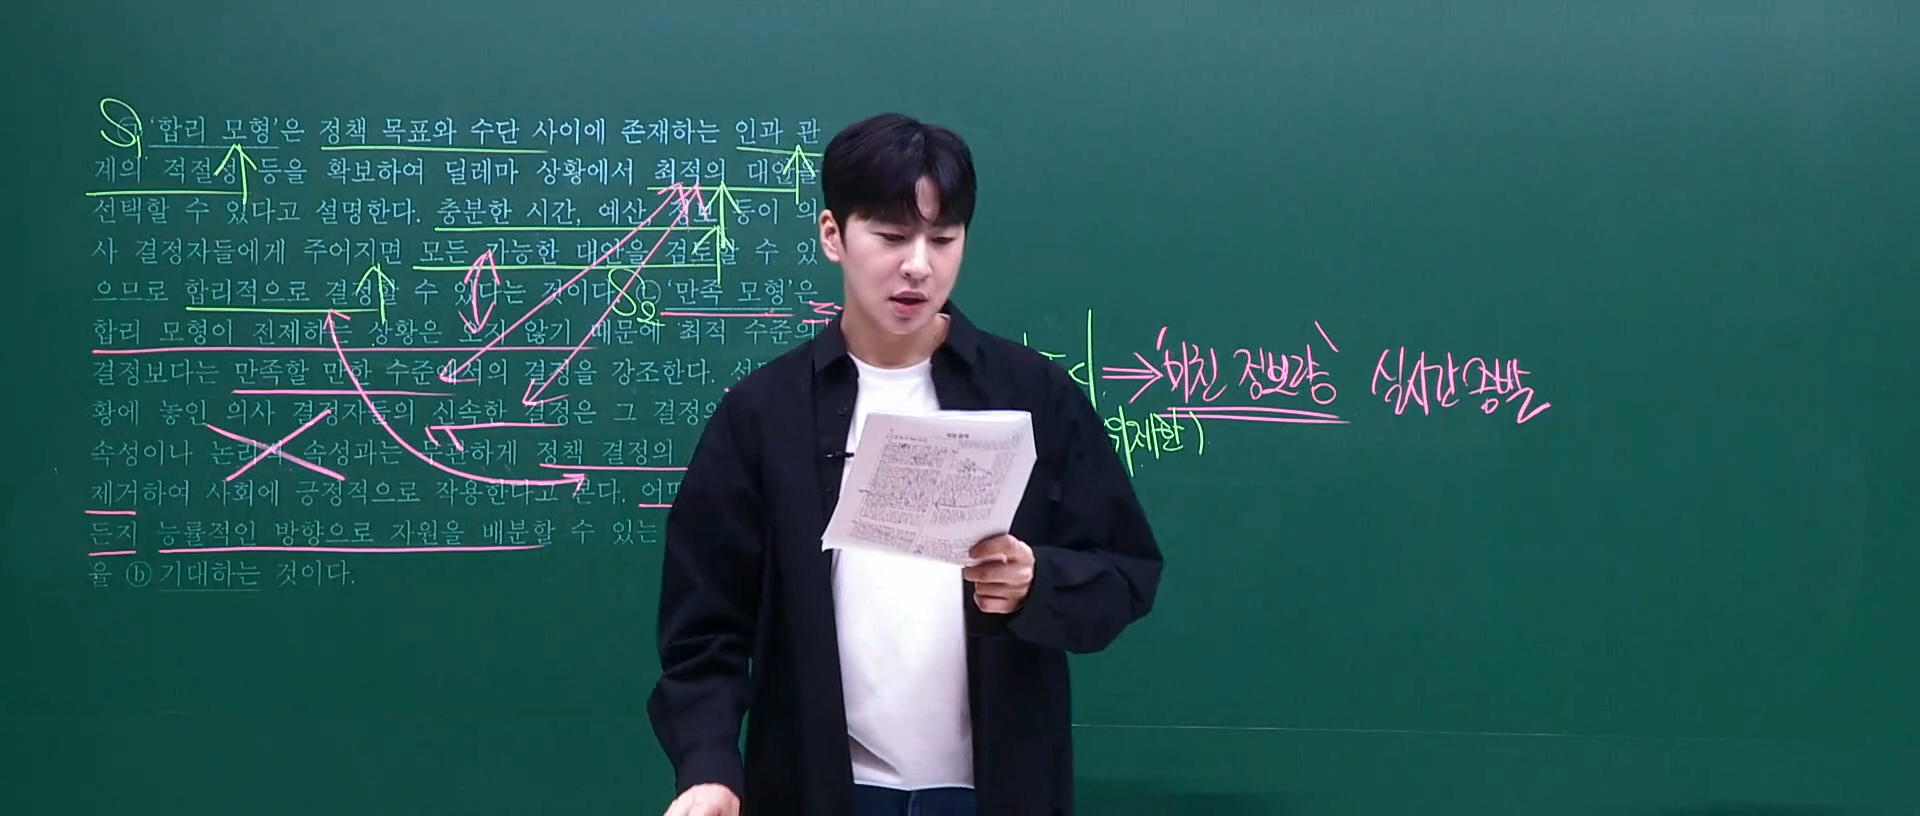 S₁ ㉠ '합리 모형'은 정책 목표와 수단 사이에 존재하는 인과 관
계의 적절성 등을 확보하여 딜레마 상황에서 최적의 대안을
선택할 수 있다고 설명한다. 충분한 시간, 예산, 정보 등이 의
사 결정자들에게 주어지면 모든 가능한 대안을 검토할 수 있
으므로 합리적으로 결정할 수 있다는 것이다. S₂ ㉡ '만족 모형'은
합리 모형이 전제하는 상황은 오지 않기 때문에 최적 수준의
결정보다는 만족할 만한 수준에서의 결정을 강조한다.
황에 놓인 의사 결정자들의 신속한 결정은 그 결정의
속성이나 논리적 속성과는 무관하게 정책 결정의
제거하여 사회에 긍정적으로 작용한다고 본다.
든지 능률적인 방향으로 자원을 배분할 수 있는
을 ⓑ 기대하는 것이다.
⇒ '미친 정보량' 실시간 증발